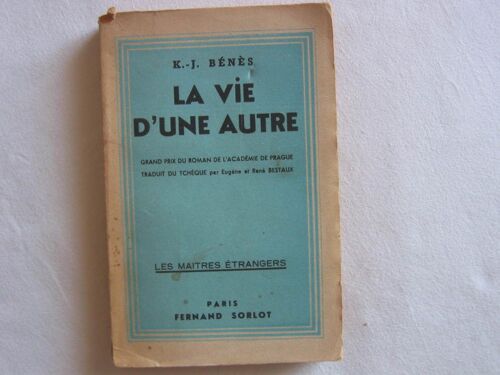 K.-J. BÉNÈS
LA ViE
D'UNE AUTRE
GRAND PRIX DU ROMAN DE L'ACADÉMIE DE PRAGUE
TRADUIT DU TCHÈQUE par Eugène et René BESTAUX
LES MAITRES ÉTRANGERS
PARIS
FERNAND SORLOT